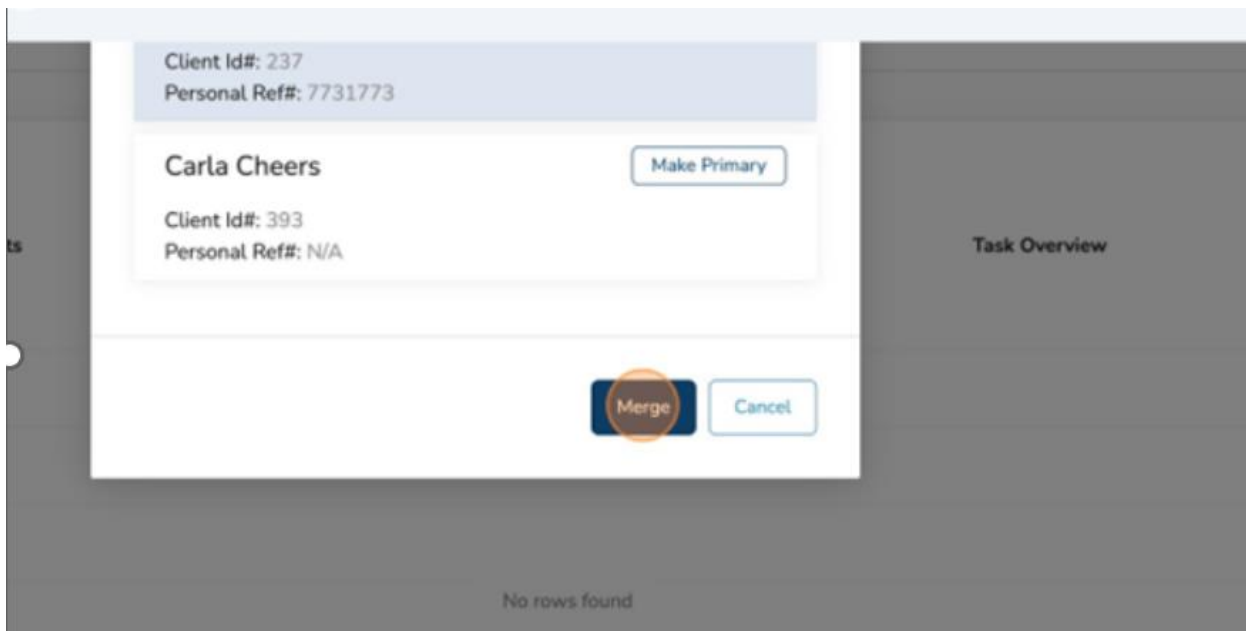 Client Id#: 237
Personal Ref#: 7731773
Carla Cheers
Make Primary
Client Id#: 393
Personal Ref#: N/A
ts
Task Overview
Merge
Cancel
No rows found